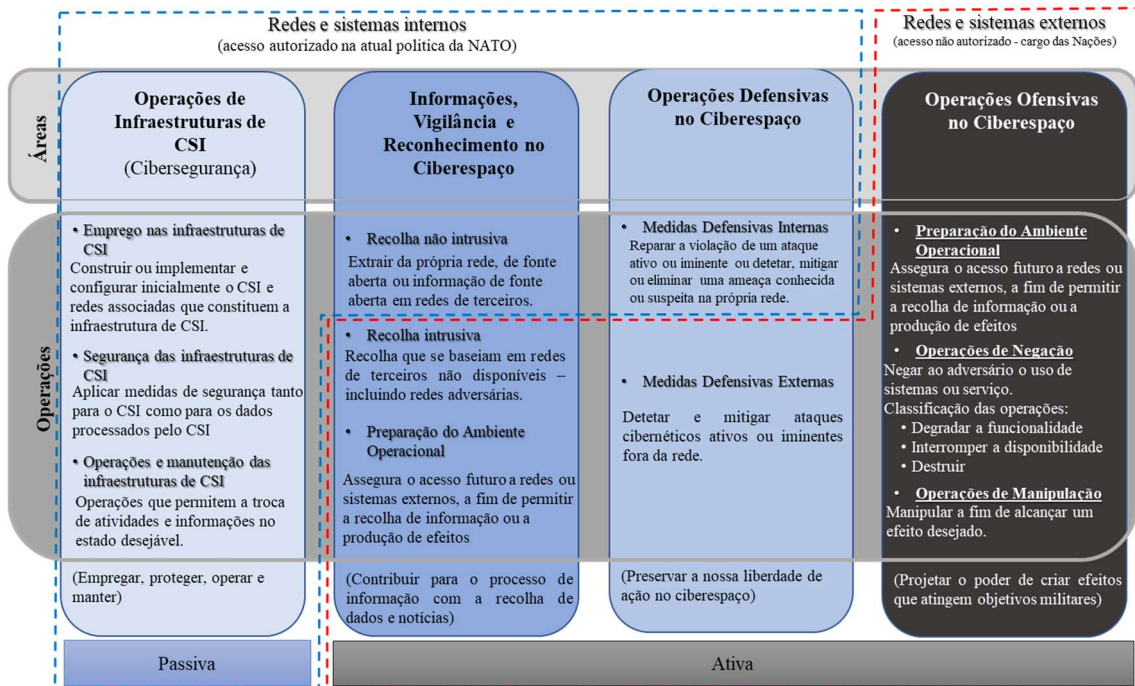 Redes e sistemas internos
(acesso autorizado na atual politica da NATO)
Redes e sistemas externos
(acesso não autorizado - cargo das Nações)
Áreas
Operações de
Infraestruturas de
CSI
(Cibersegurança)
Informações,
Vigilância e
Reconhecimento no
Ciberespaço
Operações Defensivas
no Ciberespaço
Operações Ofensivas
no Ciberespaço
Operações
• Emprego nas infraestruturas de
CSI
Construir ou implementar e
configurar inicialmente o CSI e
redes associadas que constituem a
infraestrutura de CSI.
• Segurança das infraestruturas de
CSI
Aplicar medidas de segurança tanto
para o CSI como para os dados
processados pelo CSI
• Operações e manutenção das
infraestruturas de CSI
Operações que permitem a troca
de atividades e informações no
estado desejável.
(Empregar, proteger, operar e
manter)
• Recolha não intrusiva
Extrair da própria rede, de fonte
aberta ou informação de fonte
aberta em redes de terceiros.
• Recolha intrusiva
Recolha que se baseiam em redes
de terceiros não disponíveis –
incluindo redes adversárias.
• Preparação do Ambiente
Operacional
Assegura o acesso futuro a redes ou
sistemas externos, a fim de permitir
a recolha de informação ou a
produção de efeitos
(Contribuir para o processo de
informação com a recolha de
dados e notícias)
• Medidas Defensivas Internas
Reparar a violação de um ataque
ativo ou iminente ou detetar, mitigar
ou eliminar uma ameaça conhecida
ou suspeita na própria rede.
• Medidas Defensivas Externas
Detetar e mitigar ataques
cibernéticos ativos ou iminentes
fora da rede.
(Preservar a nossa liberdade de
ação no ciberespaço)
• Preparação do Ambiente
Operacional
Assegura o acesso futuro a redes ou
sistemas externos, a fim de permitir
a recolha de informação ou a
produção de efeitos
• Operações de Negação
Negar ao adversário o uso de
sistemas ou serviço.
Classificação das operações:
• Degradar a funcionalidade
• Interromper a disponibilidade
• Destruir
• Operações de Manipulação
Manipular a fim de alcançar um
efeito desejado.
(Projetar o poder de criar efeitos
que atingem objetivos militares)
Passiva
Ativa